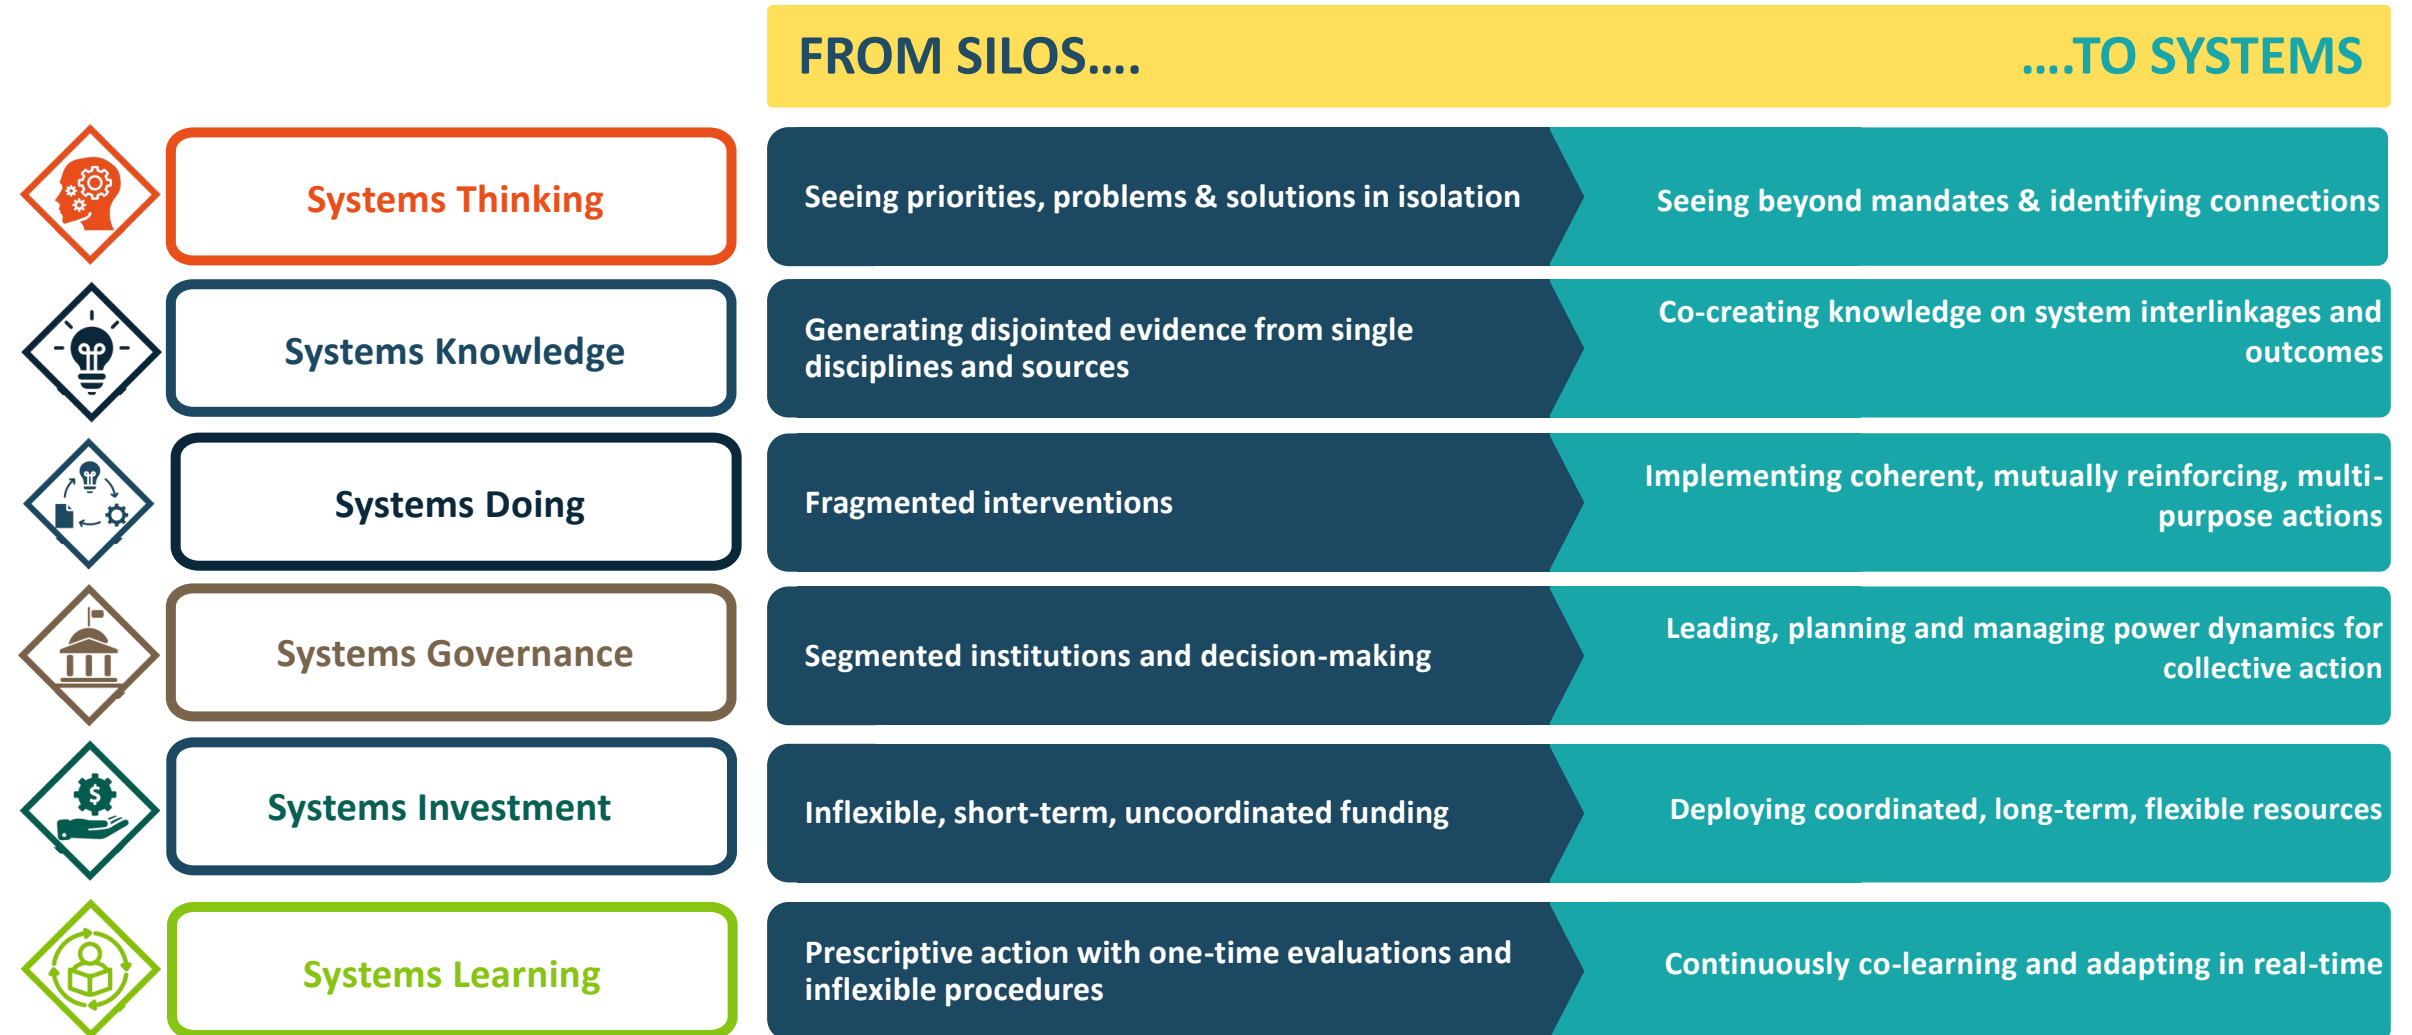 FROM SILOS....
....TO SYSTEMS
Systems Thinking
Seeing priorities, problems & solutions in isolation
Seeing beyond mandates & identifying connections
Systems Knowledge
Generating disjointed evidence from single
disciplines and sources
Co-creating knowledge on system interlinkages and
outcomes
Systems Doing
Fragmented interventions
Implementing coherent, mutually reinforcing, multi-
purpose actions
Systems Governance
Segmented institutions and decision-making
Leading, planning and managing power dynamics for
collective action
$
Systems Investment
Inflexible, short-term, uncoordinated funding
Deploying coordinated, long-term, flexible resources
Systems Learning
Prescriptive action with one-time evaluations and
inflexible procedures
Continuously co-learning and adapting in real-time